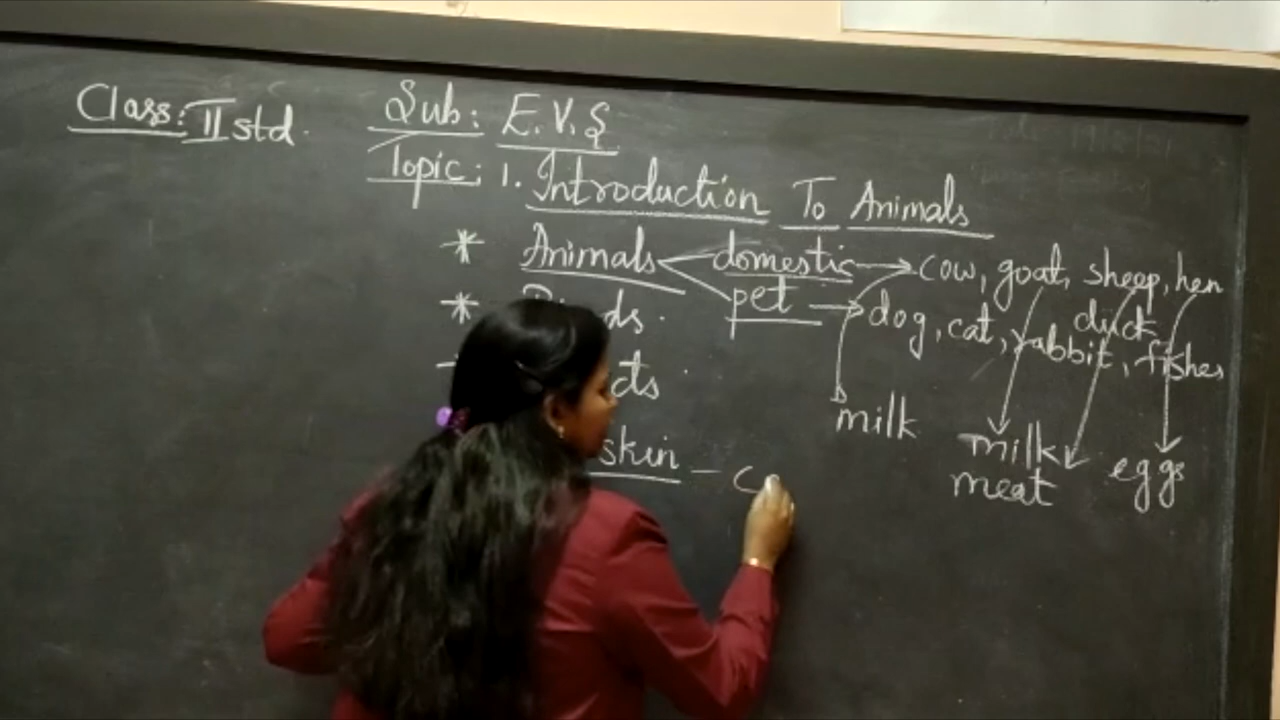 Class: II std. Sub: E.V.S
Topic: 1. Introduction To Animals
* Animals domestic cow, goat, sheep, hen
duck
* pet dog, cat, rabbit, fishes
milk
milk eggs
meat
skin – c